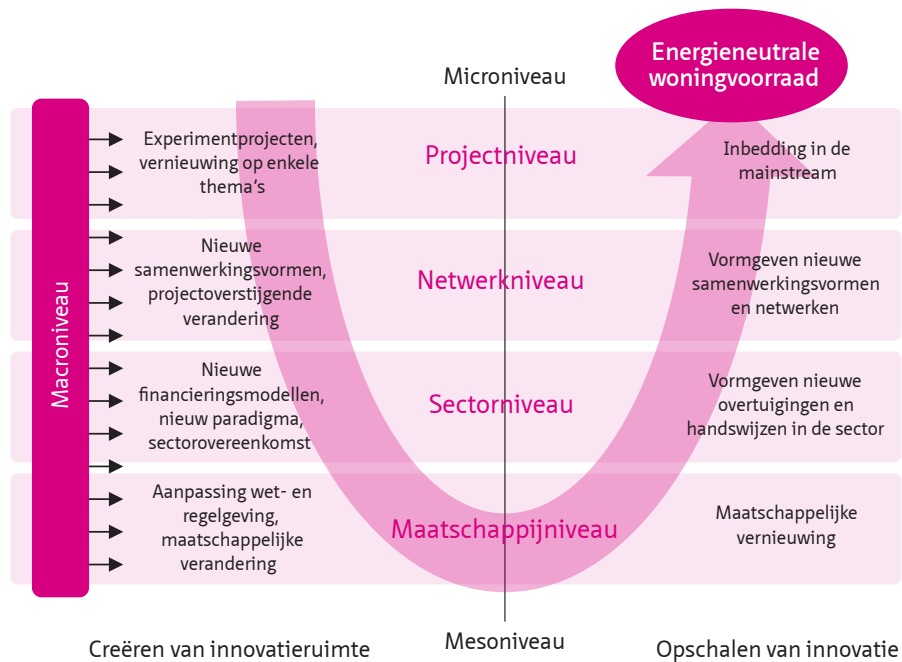 Energieneutrale
woningvoorraad
Microniveau
Macroniveau
Experimentprojecten,
vernieuwing op enkele
thema's
Projectniveau
Inbedding in de
mainstream
Nieuwe
samenwerkingsvormen,
projectoverstijgende
verandering
Netwerkniveau
Vormgeven nieuwe
samenwerkingsvormen
en netwerken
Nieuwe
financieringsmodellen,
nieuw paradigma,
sectorovereenkomst
Sectorniveau
Vormgeven nieuwe
overtuigingen en
handswijzen in de sector
Aanpassing wet- en
regelgeving,
maatschappelijke
verandering
Maatschappijniveau
Maatschappelijke
vernieuwing
Creëren van innovatieruimte
Mesoniveau
Opschalen van innovatie